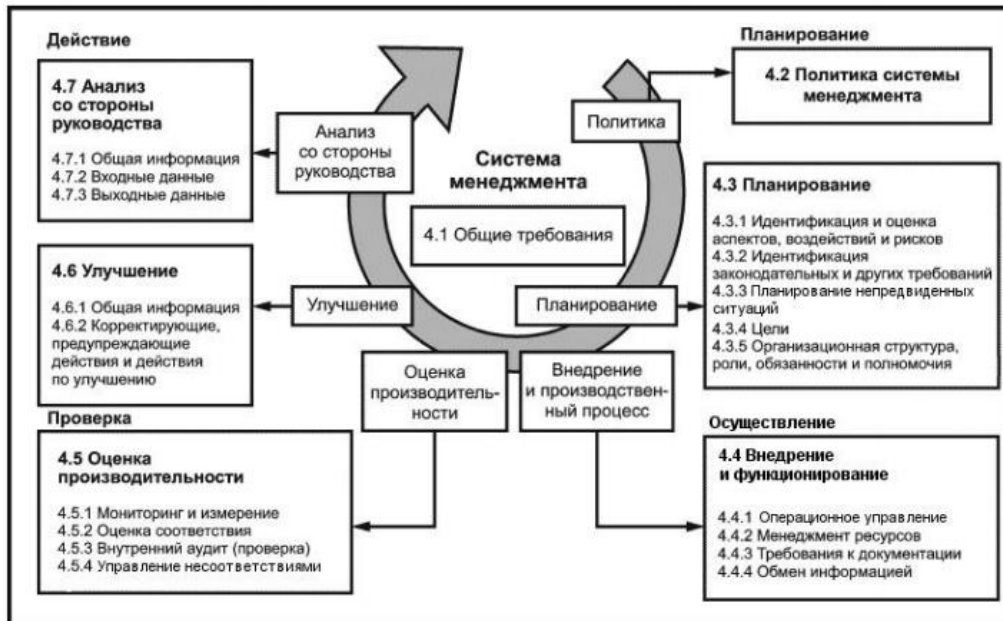 Действие
4.7 Анализ
со стороны
руководства
4.7.1 Общая информация
4.7.2 Входные данные
4.7.3 Выходные данные
4.6 Улучшение
4.6.1 Общая информация
4.6.2 Корректирующие,
предупреждающие
действия и действия
по улучшению
Проверка
4.5 Оценка
производительности
4.5.1 Мониторинг и измерение
4.5.2 Оценка соответствия
4.5.3 Внутренний аудит (проверка)
4.5.4 Управление несоответствиями
Анализ
со стороны
руководства
Улучшение
Оценка
производитель-
ности
Система
менеджмента
4.1 Общие требования
Политика
Планирование
Внедрение
и производствен-
ный процесс
Планирование
4.2 Политика системы
менеджмента
4.3 Планирование
4.3.1 Идентификация и оценка
аспектов, воздействий и рисков
4.3.2 Идентификация
законодательных и других требований
4.3.3 Планирование непредвиденных
ситуаций
4.3.4 Цели
4.3.5 Организационная структура,
роли, обязанности и полномочия
Осуществление
4.4 Внедрение
и функционирование
4.4.1 Операционное управление
4.4.2 Менеджмент ресурсов
4.4.3 Требования к документации
4.4.4 Обмен информацией